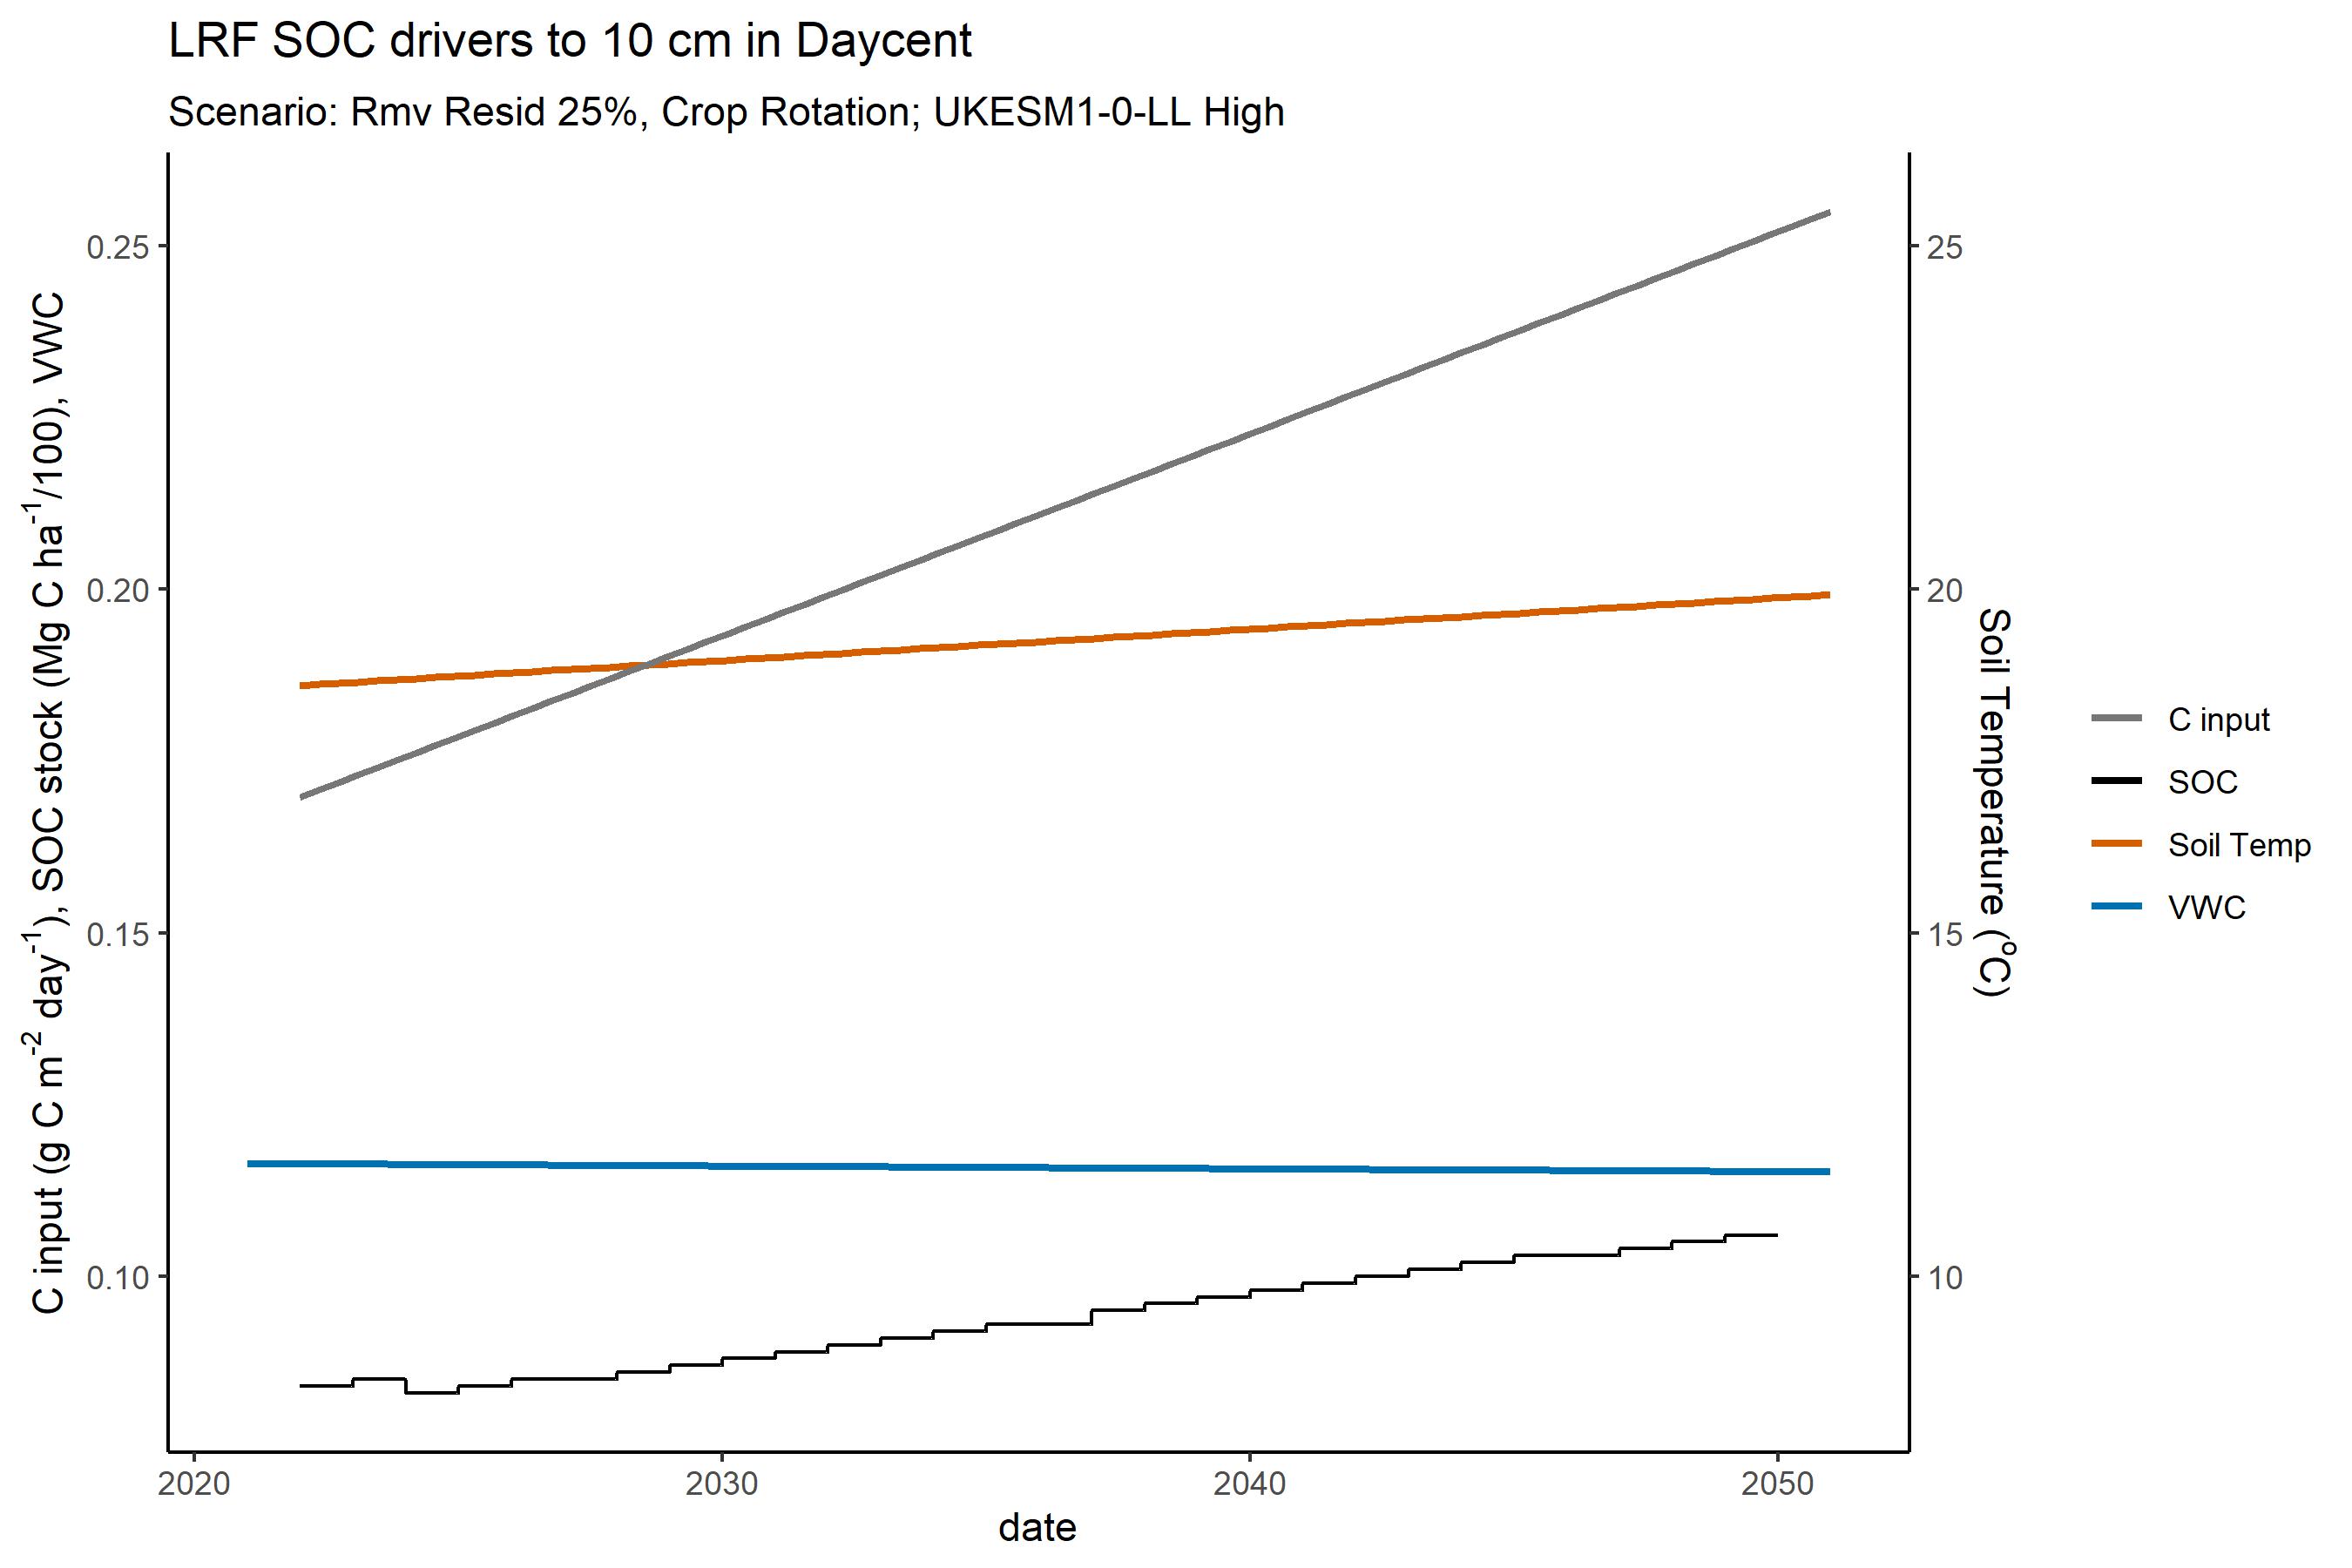 LRF SOC drivers to 10 cm in Daycent
Scenario: Rmv Resid 25%, Crop Rotation; UKESM1-0-LL High
C input (g C m⁻² day⁻¹), SOC stock (Mg C ha⁻¹/100), VWC
0.25
0.20
0.15
0.10
25
20
15
10
Soil Temperature (ºC)
C input
SOC
Soil Temp
VWC
2020
2030
2040
2050
date